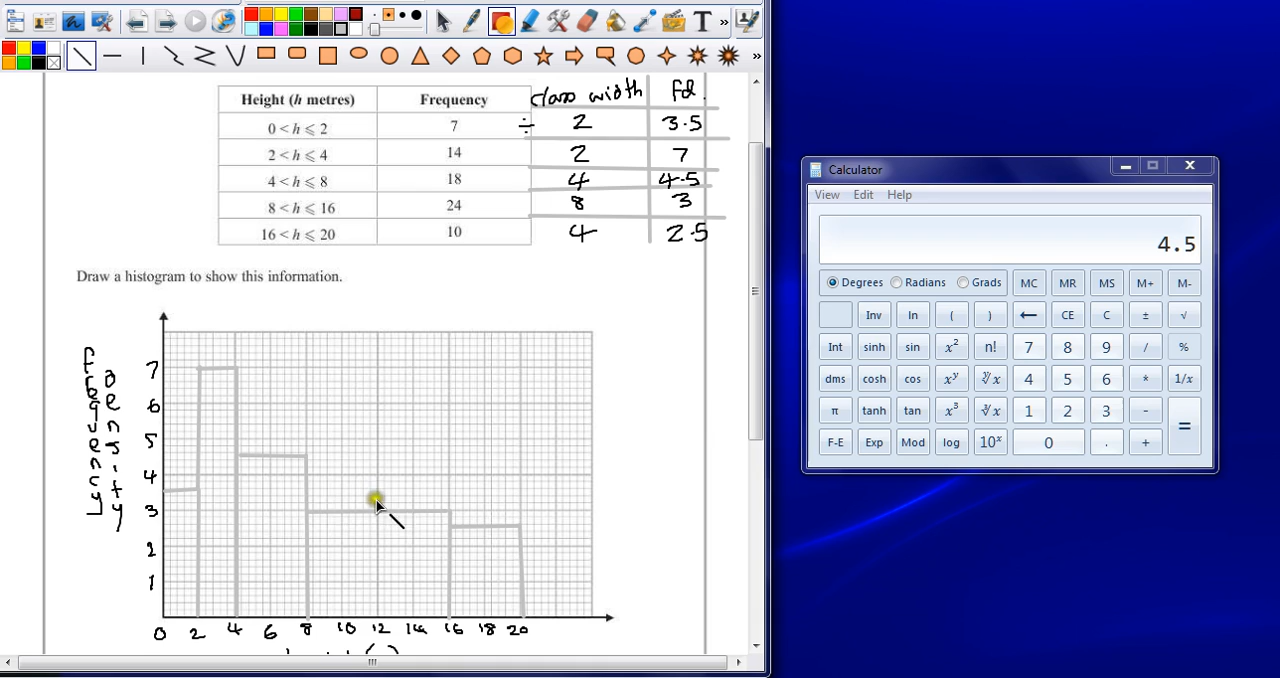 Height (h metres) Frequency class width fd.
0 < h ⩽ 2 7 ÷ 2 3.5
2 < h ⩽ 4 14 2 7
4 < h ⩽ 8 18 4 4.5
8 < h ⩽ 16 24 8 3
16 < h ⩽ 20 10 4 2.5
Draw a histogram to show this information.
frequency
density
7
6
5
4
3
2
1
0 2 4 6 8 10 12 14 16 18 20
T
Calculator
View Edit Help
4.5
Degrees Radians Grads MC MR MS M+ M-
Inv ln ( ) ← CE C ± √
Int sinh sin x² n! 7 8 9 / %
dms cosh cos xʸ ʸ√x 4 5 6 * 1/x
π tanh tan x³ ³√x 1 2 3 - =
F-E Exp Mod log 10ˣ 0 . +